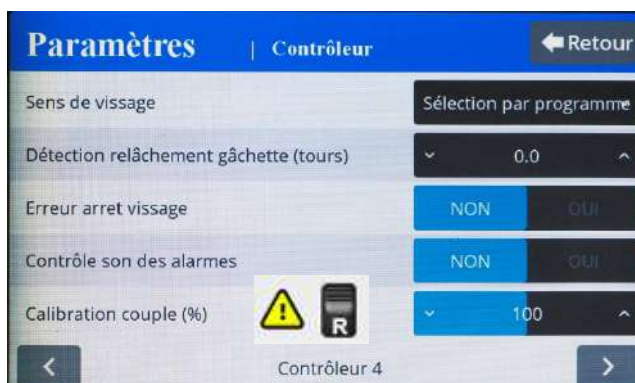 Paramètres | Contrôleur Retour
Sens de vissage Sélection par programme
Détection relâchement gâchette (tours) 0.0
Erreur arret vissage NON OUI
Contrôle son des alarmes NON OUI
Calibration couple (%) R 100
Contrôleur 4